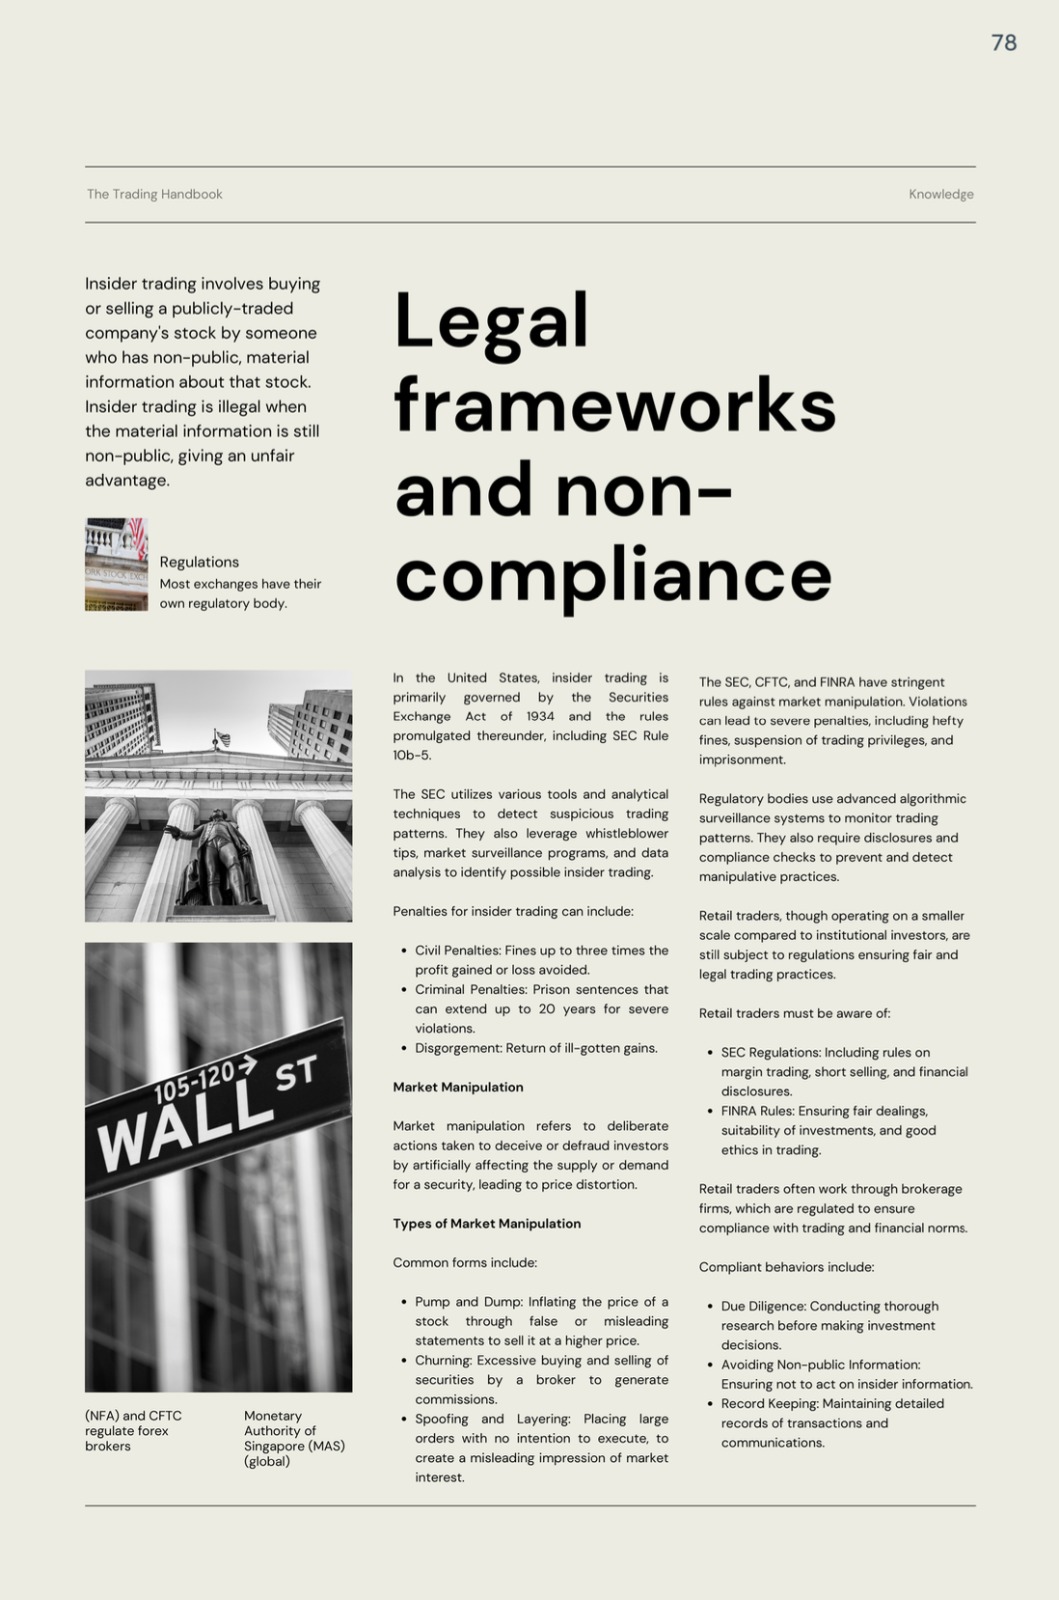 78
The Trading Handbook
Knowledge
Insider trading involves buying
or selling a publicly-traded
company's stock by someone
who has non-public, material
information about that stock.
Insider trading is illegal when
the material information is still
non-public, giving an unfair
advantage.
Legal
frameworks
and non-
compliance
ORK STOCK EXCH
Regulations
Most exchanges have their
own regulatory body.
105-120→
WALL ST
(NFA) and CFTC
regulate forex
brokers
Monetary
Authority of
Singapore (MAS)
(global)
In the United States, insider trading is
primarily governed by the Securities
Exchange Act of 1934 and the rules
promulgated thereunder, including SEC Rule
10b-5.
The SEC utilizes various tools and analytical
techniques to detect suspicious trading
patterns. They also leverage whistleblower
tips, market surveillance programs, and data
analysis to identify possible insider trading.
Penalties for insider trading can include:
• Civil Penalties: Fines up to three times the
profit gained or loss avoided.
• Criminal Penalties: Prison sentences that
can extend up to 20 years for severe
violations.
• Disgorgement: Return of ill-gotten gains.
Market Manipulation
Market manipulation refers to deliberate
actions taken to deceive or defraud investors
by artificially affecting the supply or demand
for a security, leading to price distortion.
Types of Market Manipulation
Common forms include:
• Pump and Dump: Inflating the price of a
stock through false or misleading
statements to sell it at a higher price.
• Churning: Excessive buying and selling of
securities by a broker to generate
commissions.
• Spoofing and Layering: Placing large
orders with no intention to execute, to
create a misleading impression of market
interest.
The SEC, CFTC, and FINRA have stringent
rules against market manipulation. Violations
can lead to severe penalties, including hefty
fines, suspension of trading privileges, and
imprisonment.
Regulatory bodies use advanced algorithmic
surveillance systems to monitor trading
patterns. They also require disclosures and
compliance checks to prevent and detect
manipulative practices.
Retail traders, though operating on a smaller
scale compared to institutional investors, are
still subject to regulations ensuring fair and
legal trading practices.
Retail traders must be aware of:
• SEC Regulations: Including rules on
margin trading, short selling, and financial
disclosures.
• FINRA Rules: Ensuring fair dealings,
suitability of investments, and good
ethics in trading.
Retail traders often work through brokerage
firms, which are regulated to ensure
compliance with trading and financial norms.
Compliant behaviors include:
• Due Diligence: Conducting thorough
research before making investment
decisions.
• Avoiding Non-public Information:
Ensuring not to act on insider information.
• Record Keeping: Maintaining detailed
records of transactions and
communications.